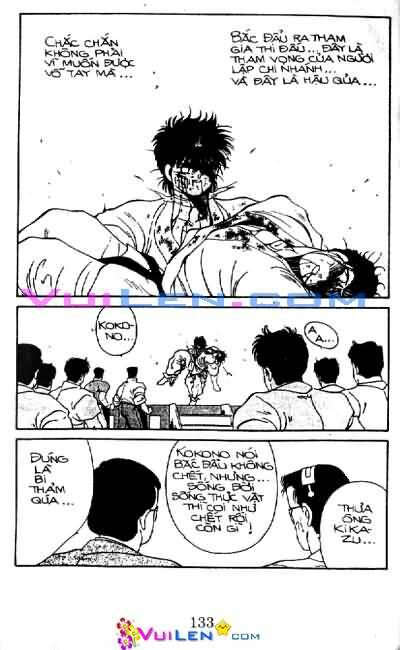 CHẮC CHẮN
KHÔNG PHẢI
VÌ MUỐN ĐƯỢC
VỖ TAY MÀ...
BẮC ĐẨU RA THAM
GIA THI ĐẤU... ĐÂY LÀ
THAM VỌNG CỦA NGƯỜI
LẬP CHI NHÁNH...
VÀ ĐÂY LÀ HẬU QỦA...
VUILEN.COM
KOKO-
NO...
A
A...
ĐÚNG
LÀ
BI
THẢM
QUÁ...
KOKONO NÓI
BẮC ĐẨU KHÔNG
CHẾT, NHƯNG...
SỐNG ĐỜI
SỐNG THỰC VẬT
THÌ COI NHƯ
CHẾT RỒI
CÒN GÌ!
THƯA
ÔNG
KIKA-
ZU...
133
VUILEN.COM